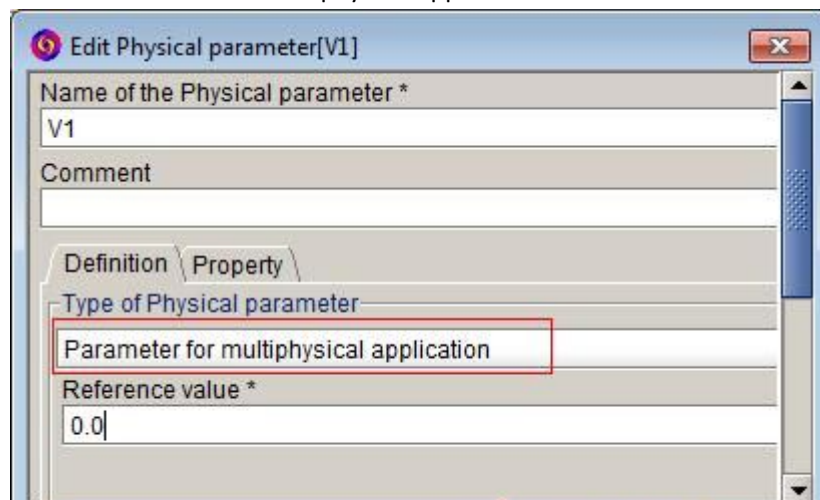 Edit Physical parameter[V1]
Name of the Physical parameter *
V1
Comment
Definition Property
Type of Physical parameter
Parameter for multiphysical application
Reference value *
0.0